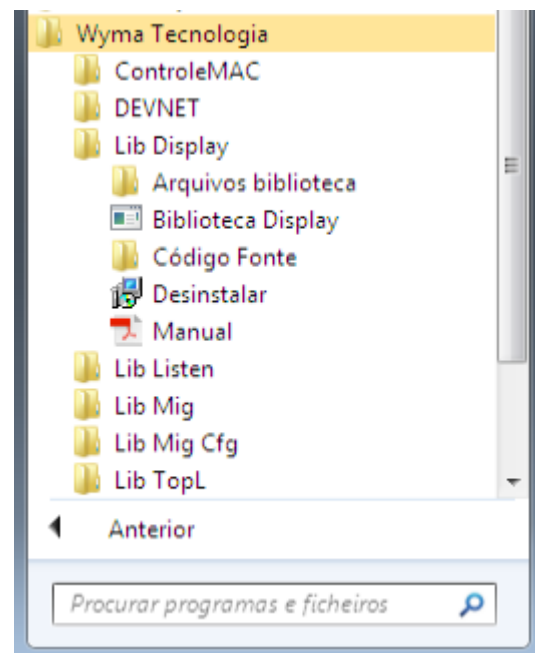 Wyma Tecnologia
ControleMAC
DEVNET
Lib Display
Arquivos biblioteca
Biblioteca Display
Código Fonte
Desinstalar
Manual
Lib Listen
Lib Mig
Lib Mig Cfg
Lib TopL
Anterior
Procurar programas e ficheiros